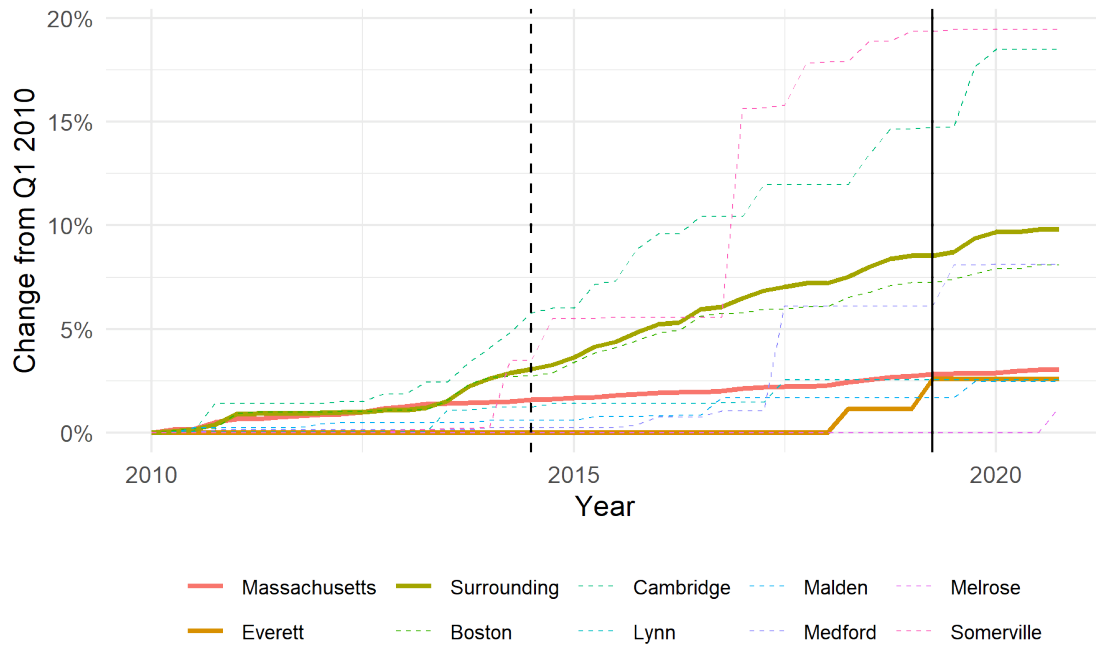 20%
15%
10%
5%
0%
Change from Q1 2010
2010 2015 2020
Year
Massachusetts Surrounding Cambridge Malden Melrose
Everett Boston Lynn Medford Somerville